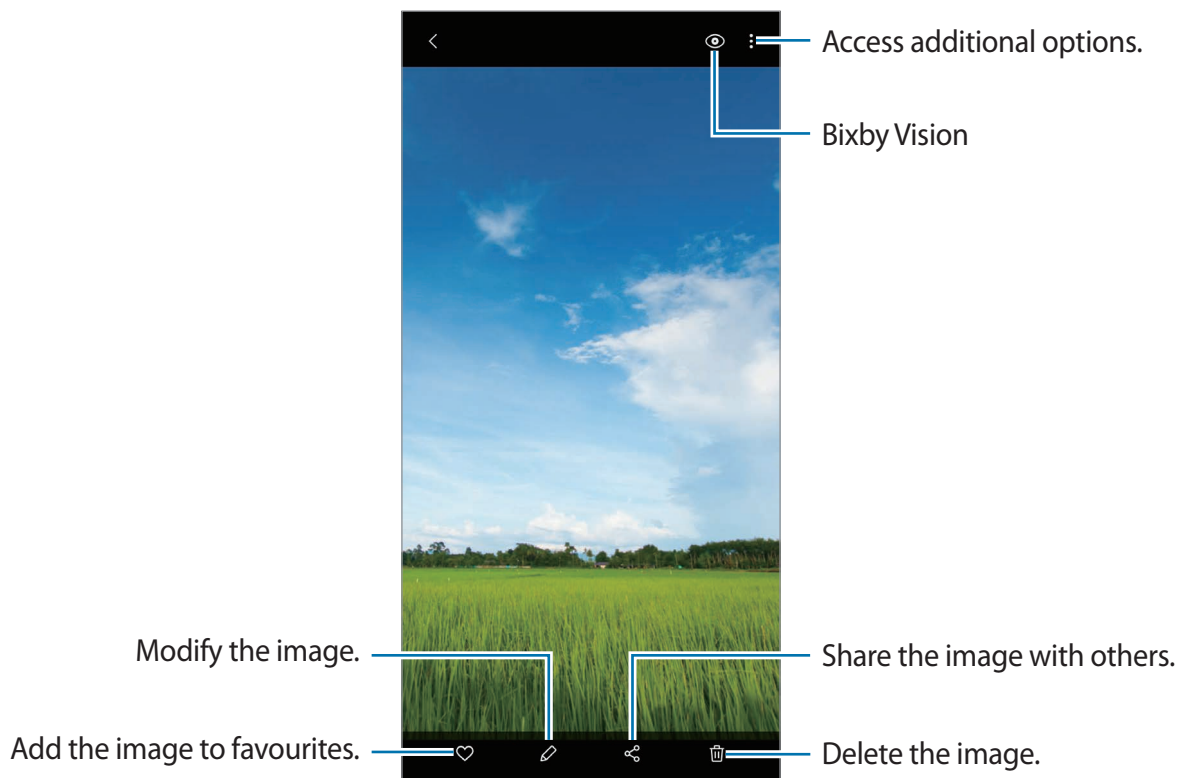 Access additional options.
Bixby Vision
Modify the image.
Share the image with others.
Add the image to favourites.
Delete the image.